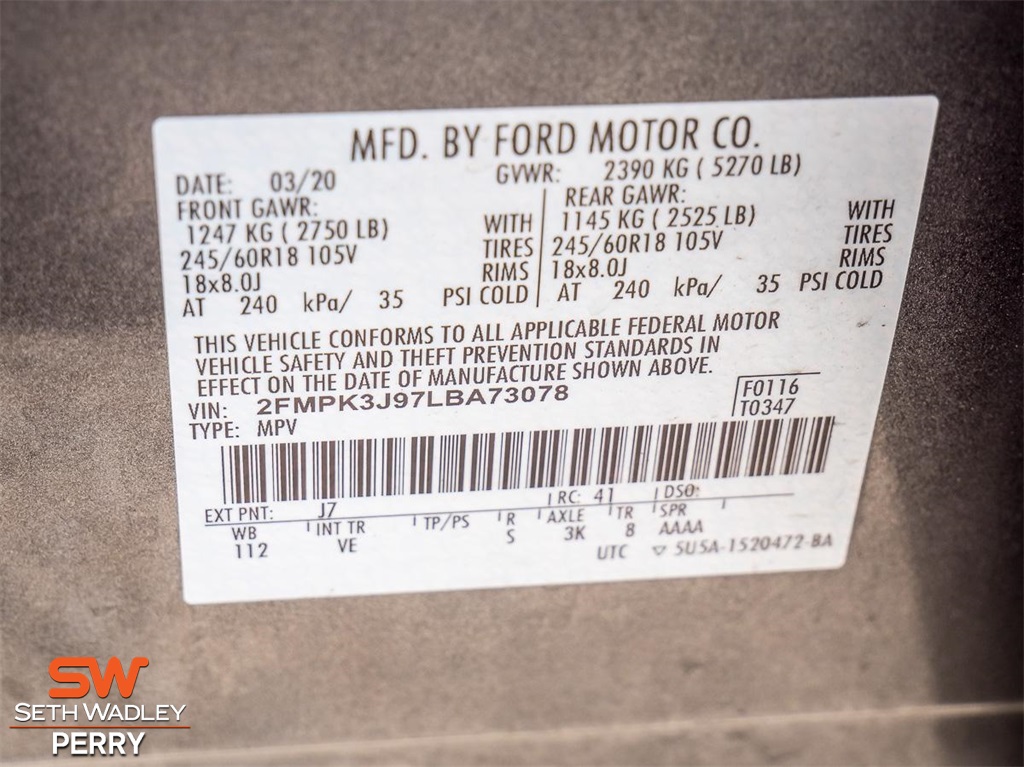 MFD. BY FORD MOTOR CO.
DATE: 03/20 GVWR: 2390 KG ( 5270 LB)
FRONT GAWR: REAR GAWR:
1247 KG ( 2750 LB) WITH 1145 KG ( 2525 LB) WITH
245/60R18 105V TIRES 245/60R18 105V TIRES
18x8.0J RIMS 18x8.0J RIMS
AT 240 kPa/ 35 PSI COLD AT 240 kPa/ 35 PSI COLD
THIS VEHICLE CONFORMS TO ALL APPLICABLE FEDERAL MOTOR
VEHICLE SAFETY AND THEFT PREVENTION STANDARDS IN
EFFECT ON THE DATE OF MANUFACTURE SHOWN ABOVE.
VIN: 2FMPK3J97LBA73078 F0116
TYPE: MPV T0347
EXT PNT: J7 RC: 41 DSO:
WB INT TR TP/PS R AXLE TR SPR
112 VE S 3K 8 AAAA
UTC ▽ 5U5A-1520472-BA
SW
SETH WADLEY
PERRY